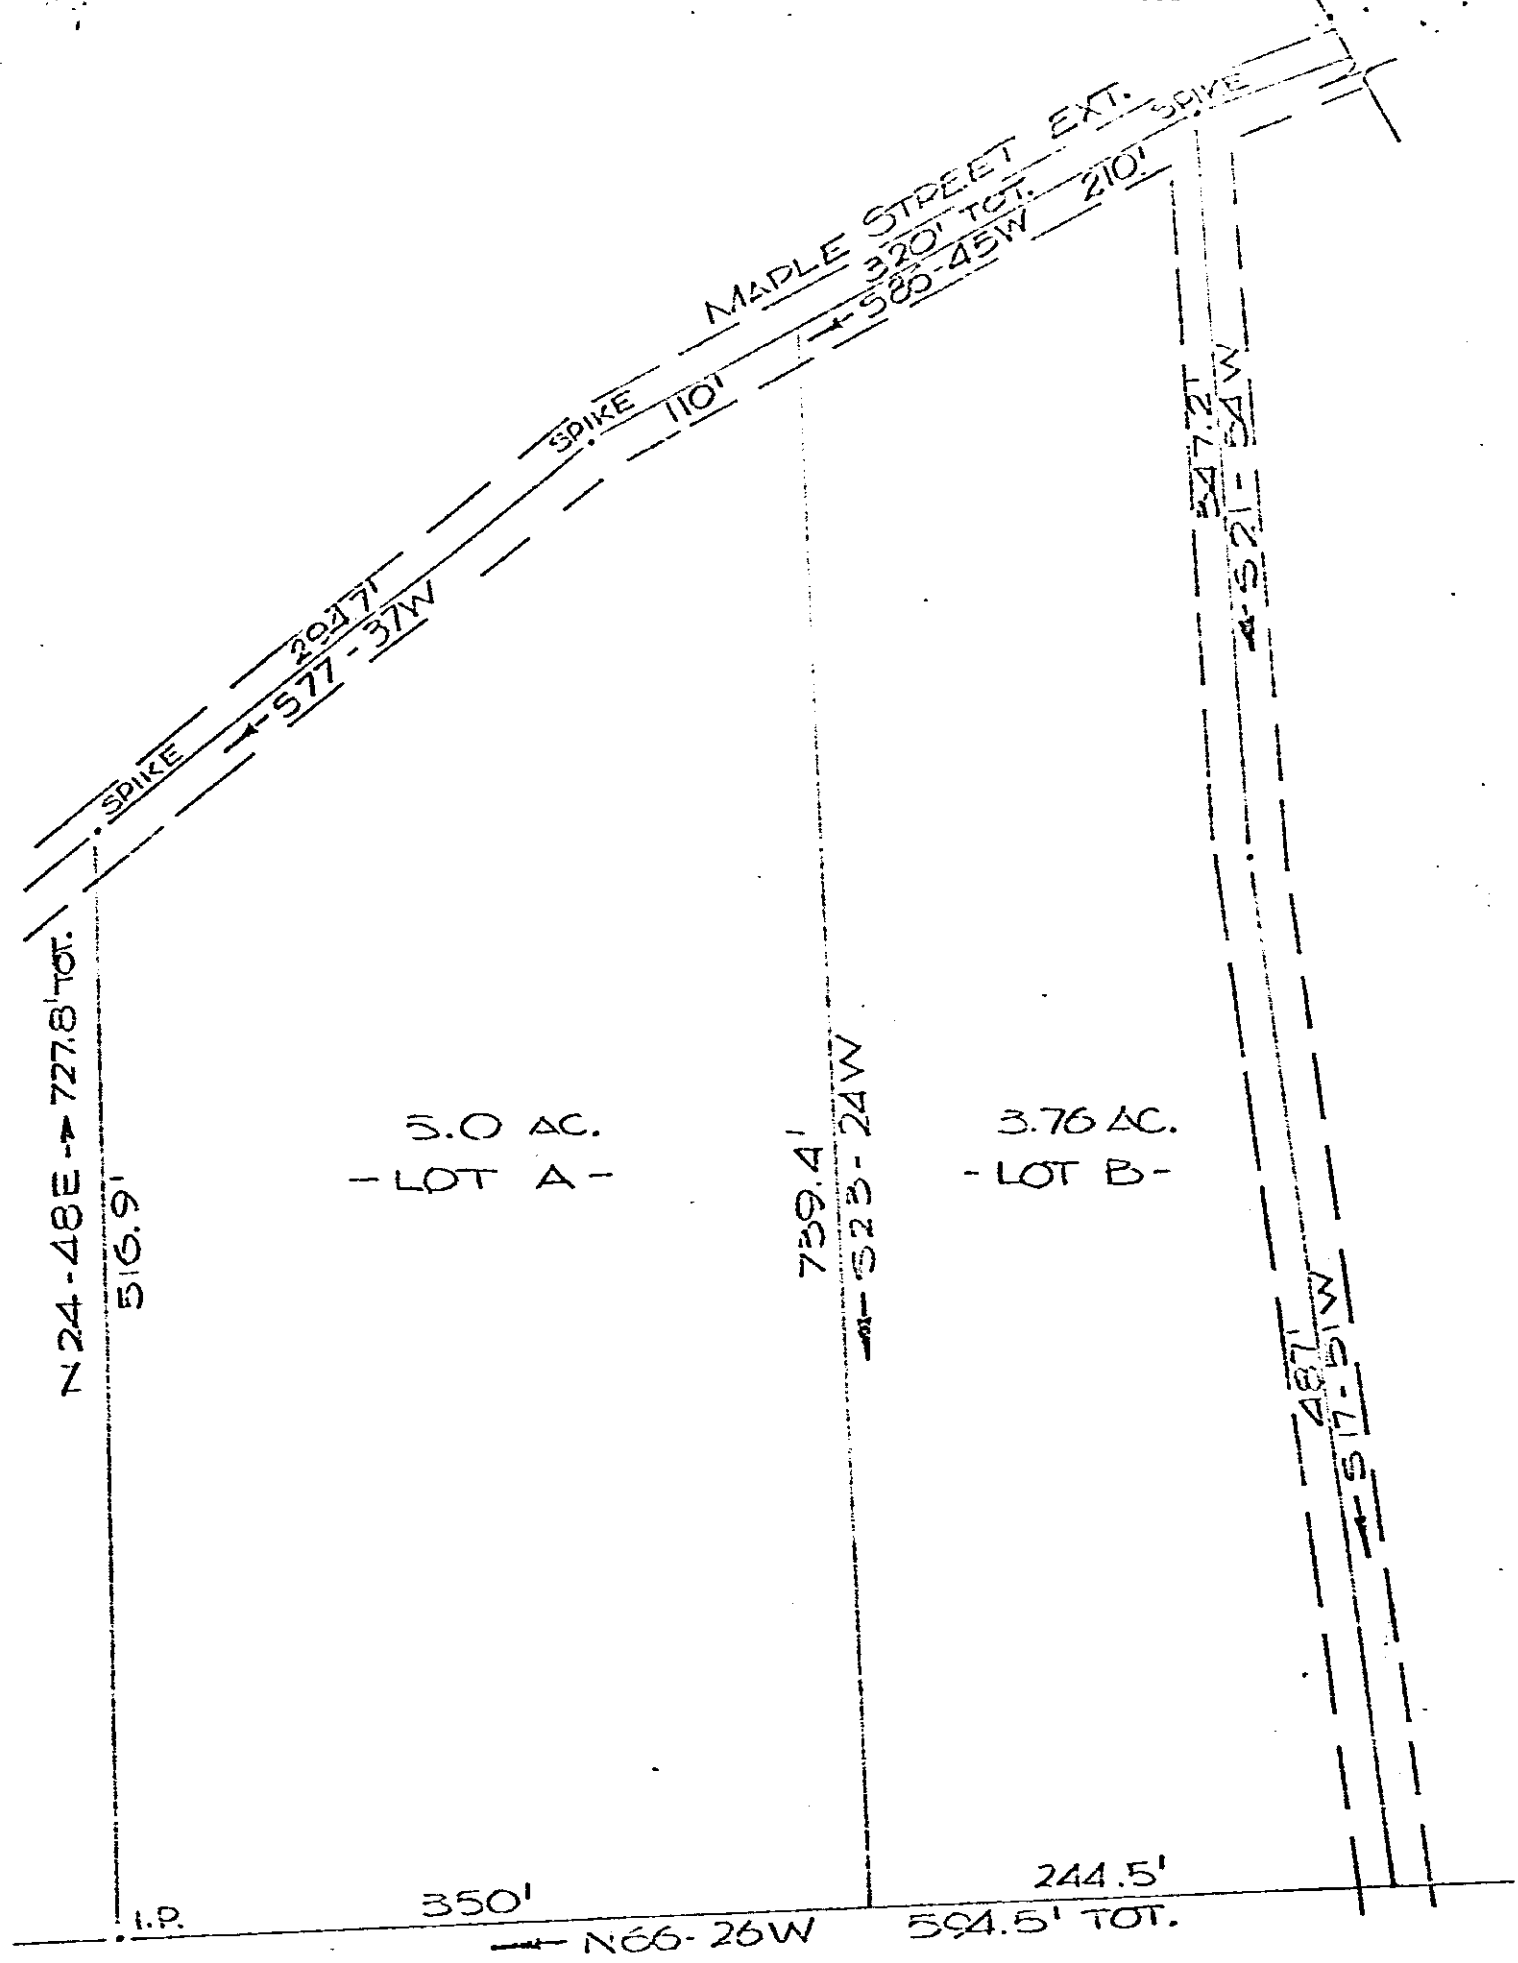 SPIKE
MAPLE STREET EXT.
320' TOT.
210'
S85-45W
SPIKE
110'
547.2'
S21-54W
294.7'
S77-37W
SPIKE
N24-48E 727.8' TOT.
516.9'
5.0 AC.
-LOT A-
739.4'
S23-24W
3.76 AC.
-LOT B-
487'
S17-51W
I.P.
350'
244.5'
N66-26W
594.5' TOT.